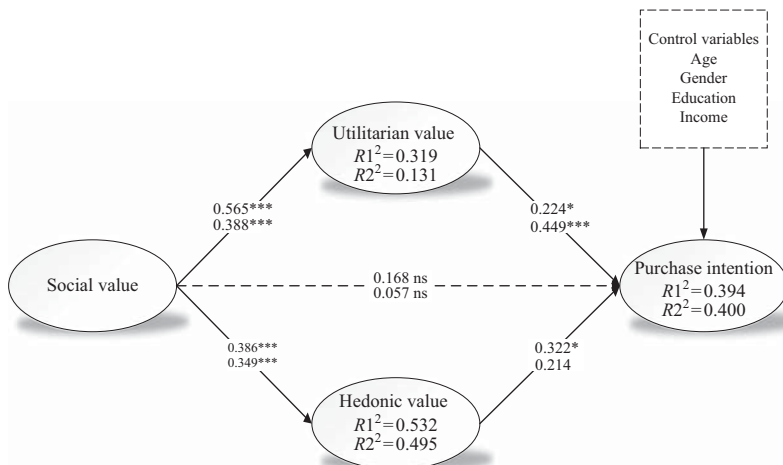 Control variables
Age
Gender
Education
Income
Utilitarian value
R1²=0.319
R2²=0.131
0.565***
0.388***
0.224*
0.449***
Social value
0.168 ns
0.057 ns
Purchase intention
R1²=0.394
R2²=0.400
0.386***
0.349***
0.322*
0.214
Hedonic value
R1²=0.532
R2²=0.495